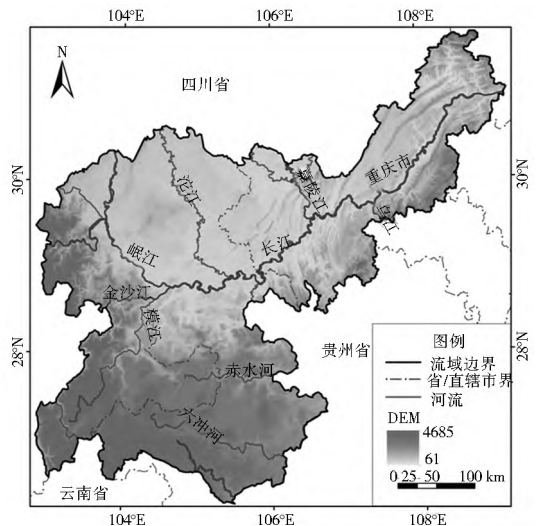 104°E
106°E
108°E
N
四川省
30°N
30°N
沱江
嘉陵江
重庆市
乌江
岷江
长江
金沙江
横江
28°N
28°N
赤水河
贵州省
六冲河
云南省
图例
流域边界
省/直辖市界
河流
DEM
4685
61
0 25 50 100 km
104°E
106°E
108°E